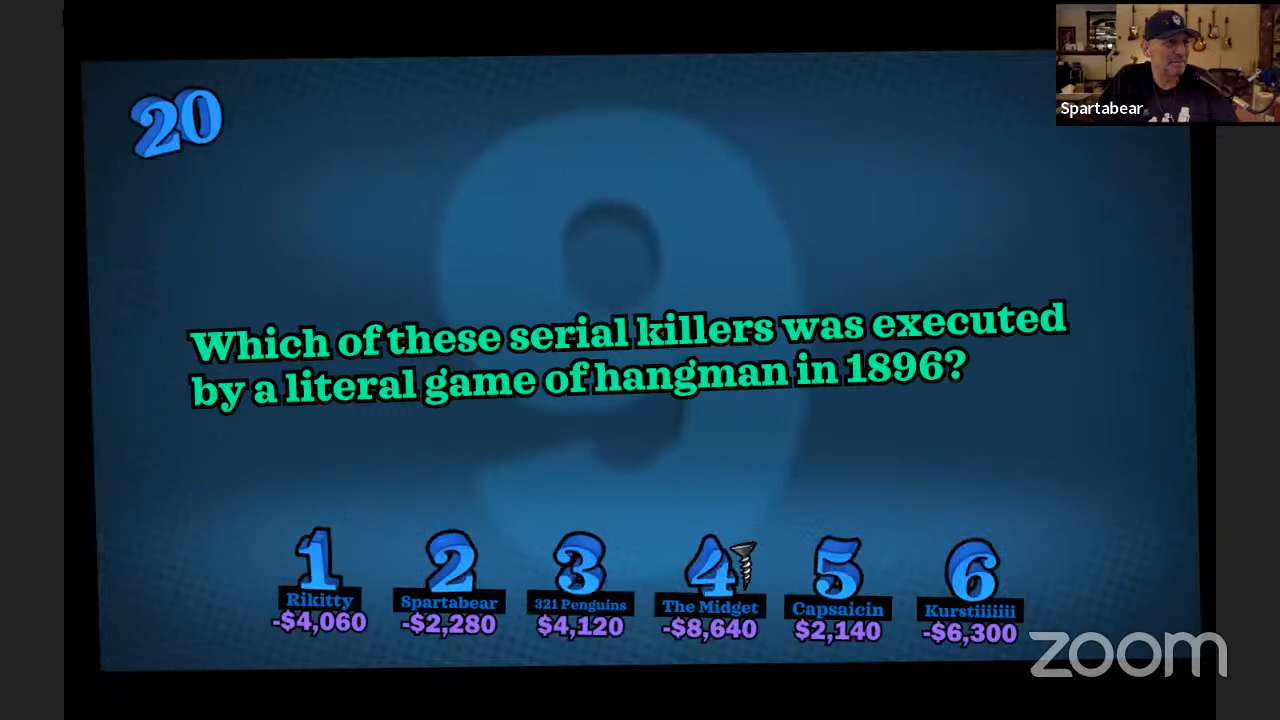 20
Spartabear
9
Which of these serial killers was executed
by a literal game of hangman in 1896?
1 2 3 4 5 6
Rikitty Spartabear 321 Penguins The Midget Capsaicin Kurstiiiiiii
-$4,060 -$2,280 $4,120 -$8,640 $2,140 -$6,300
zoom